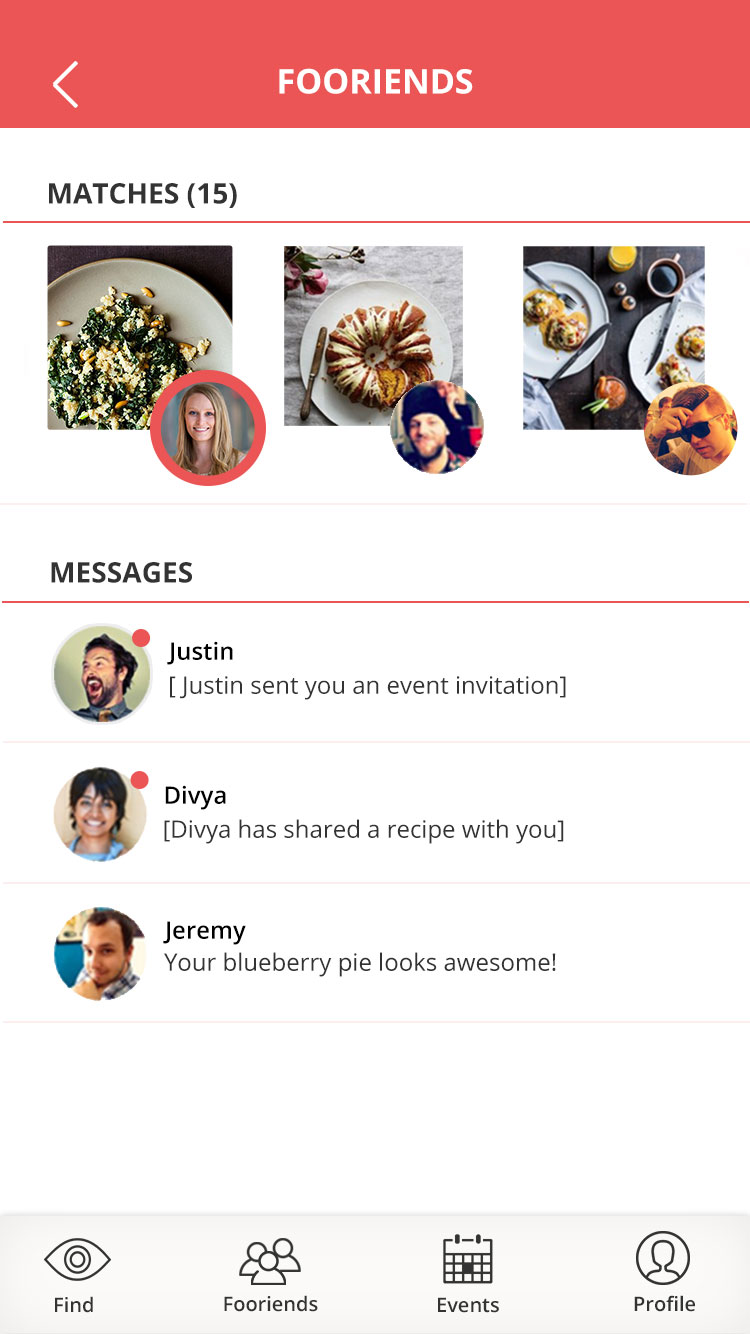 FOORIENDS
MATCHES (15)
MESSAGES
Justin
[ Justin sent you an event invitation]
Divya
[Divya has shared a recipe with you]
Jeremy
Your blueberry pie looks awesome!
Find
Fooriends
Events
Profile